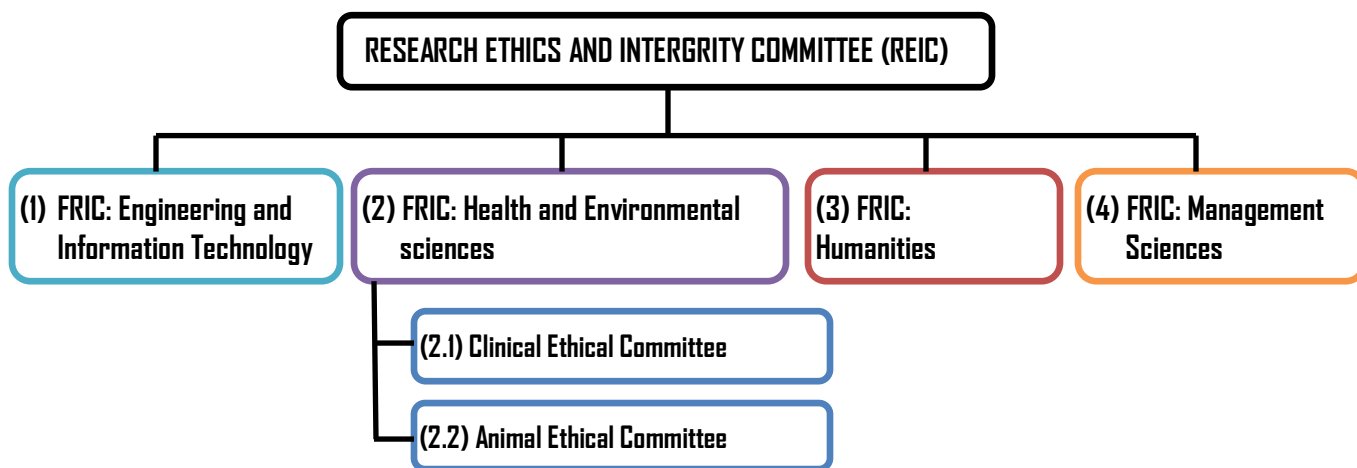 RESEARCH ETHICS AND INTERGRITY COMMITTEE (REIC)
(1) FRIC: Engineering and
Information Technology
(2) FRIC: Health and Environmental
sciences
(3) FRIC:
Humanities
(4) FRIC: Management
Sciences
(2.1) Clinical Ethical Committee
(2.2) Animal Ethical Committee